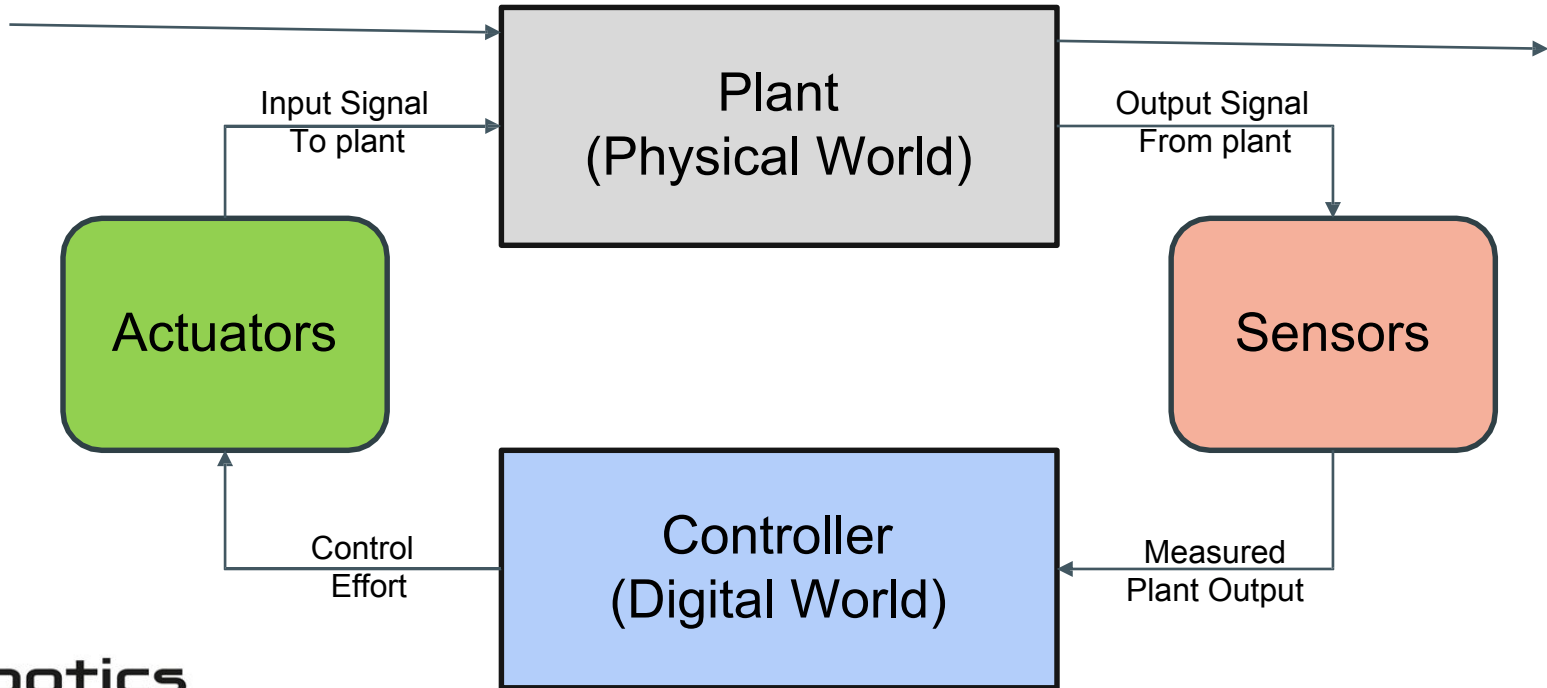 Plant
(Physical World)
Input Signal
To plant
Output Signal
From plant
Actuators
Sensors
Controller
(Digital World)
Control
Effort
Measured
Plant Output